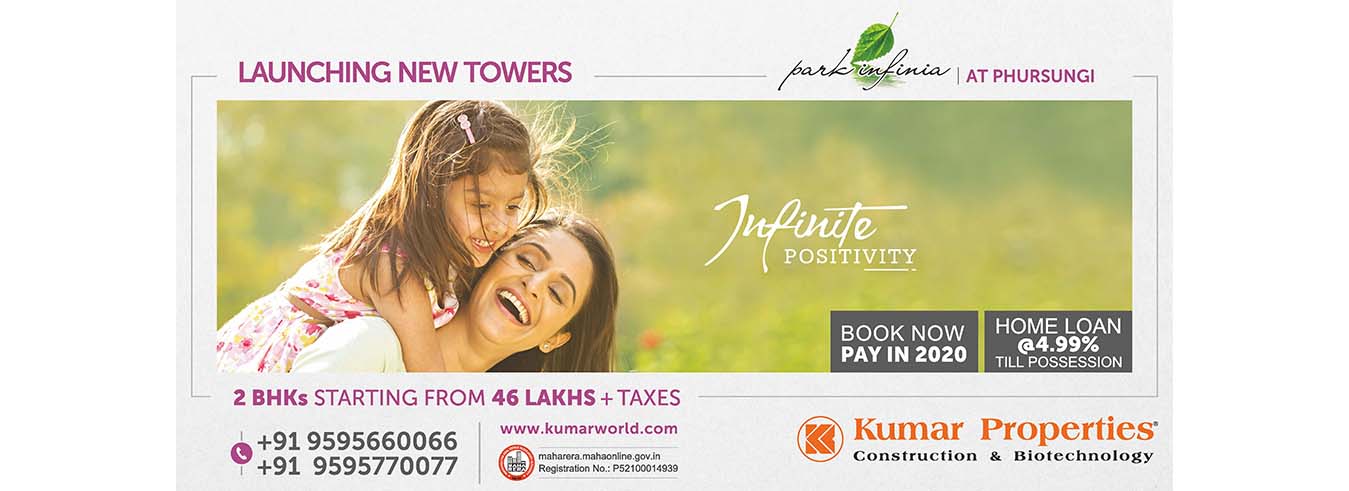 LAUNCHING NEW TOWERS
park infinia | AT PHURSUNGI
Infinite
POSITIVITY
BOOK NOW
PAY IN 2020
HOME LOAN
@4.99%
TILL POSSESSION
2 BHKs STARTING FROM 46 LAKHS + TAXES
+91 9595660066
+91 9595770077
www.kumarworld.com
maharera.mahaonline.gov.in
Registration No.: P52100014939
Kumar Properties®
Construction & Biotechnology